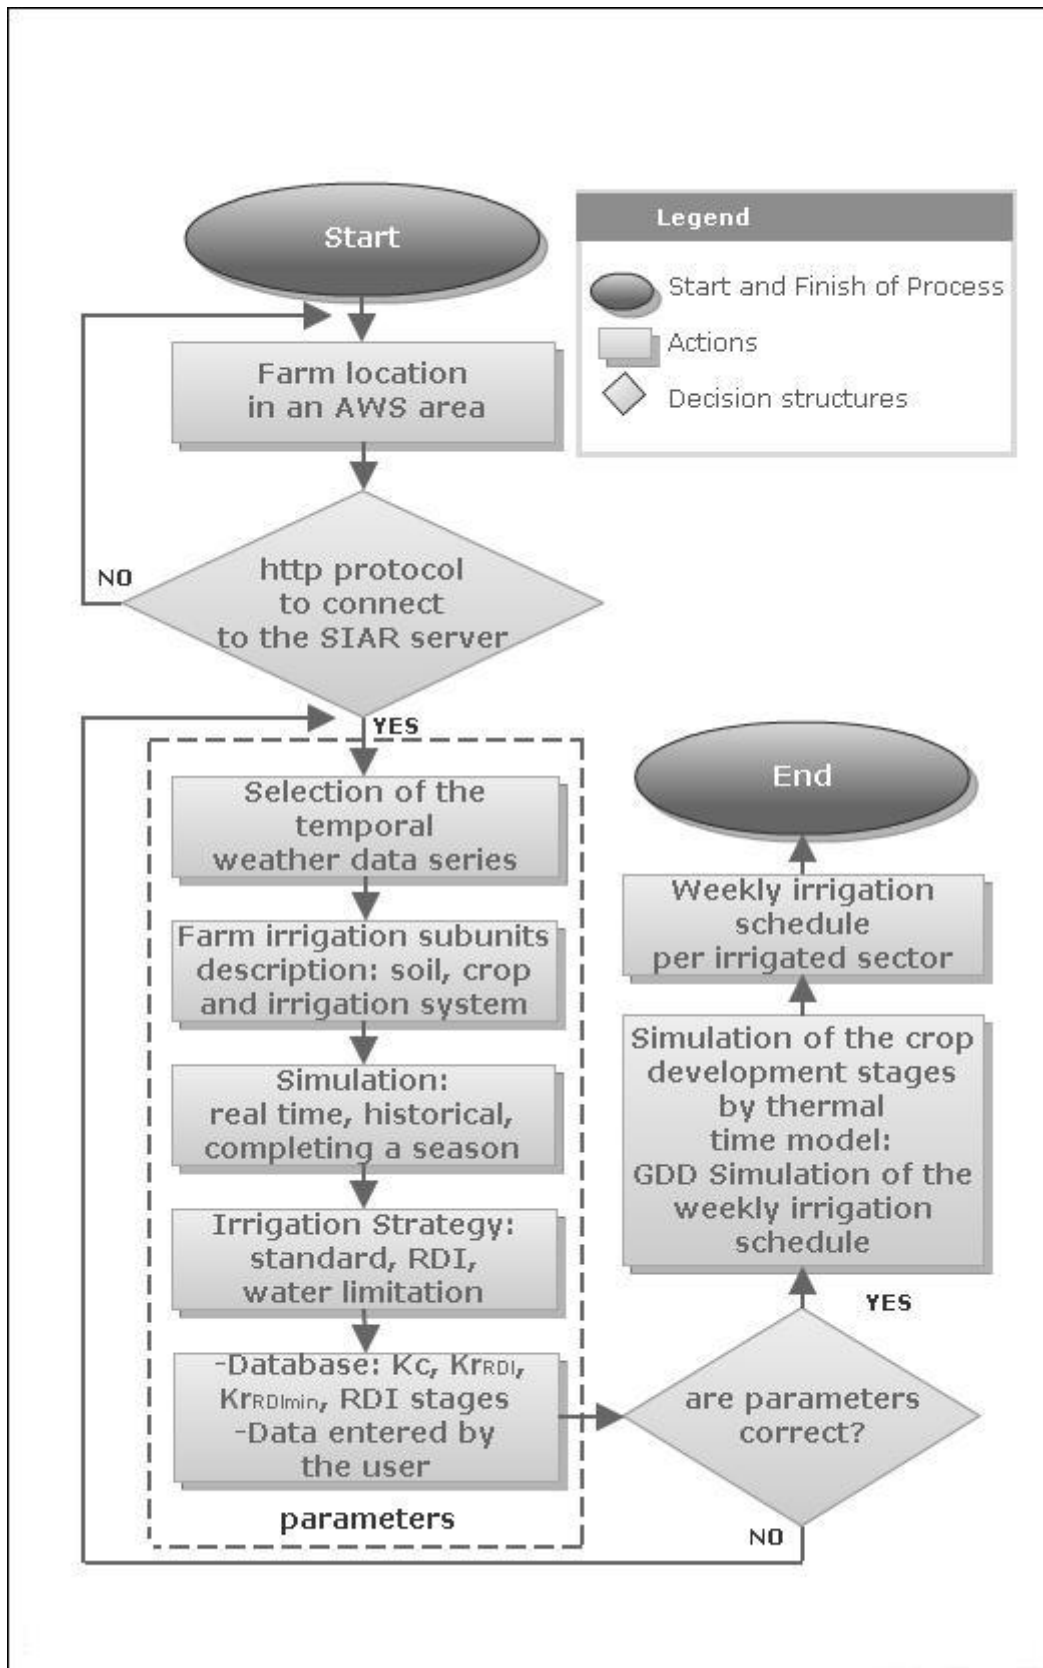 Start
Legend
Start and Finish of Process
Actions
Decision structures
Farm location
in an AWS area
http protocol
to connect
to the SIAR server
NO
YES
Selection of the
temporal
weather data series
Farm irrigation subunits
description: soil, crop
and irrigation system
Simulation:
real time, historical,
completing a season
Irrigation Strategy:
standard, RDI,
water limitation
-Database: Kc, KrRDI,
KrRDImin, RDI stages
-Data entered by
the user
parameters
are parameters
correct?
NO
YES
Simulation of the crop
development stages
by thermal
time model:
GDD Simulation of the
weekly irrigation
schedule
Weekly irrigation
schedule
per irrigated sector
End